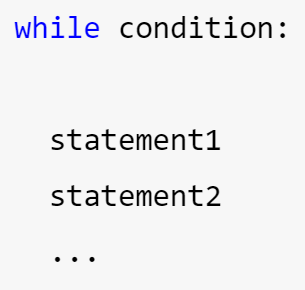 while condition:
  statement1
  statement2
  ...